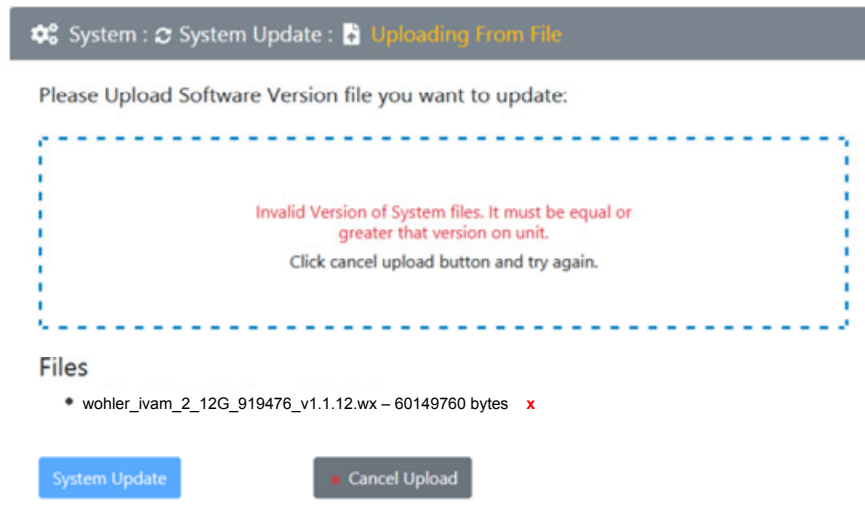 System : System Update : Uploading From File
Please Upload Software Version file you want to update:
Invalid Version of System files. It must be equal or
greater that version on unit.
Click cancel upload button and try again.
Files
• wohler_ivam_2_12G_919476_v1.1.12.wx – 60149760 bytes x
System Update
x Cancel Upload